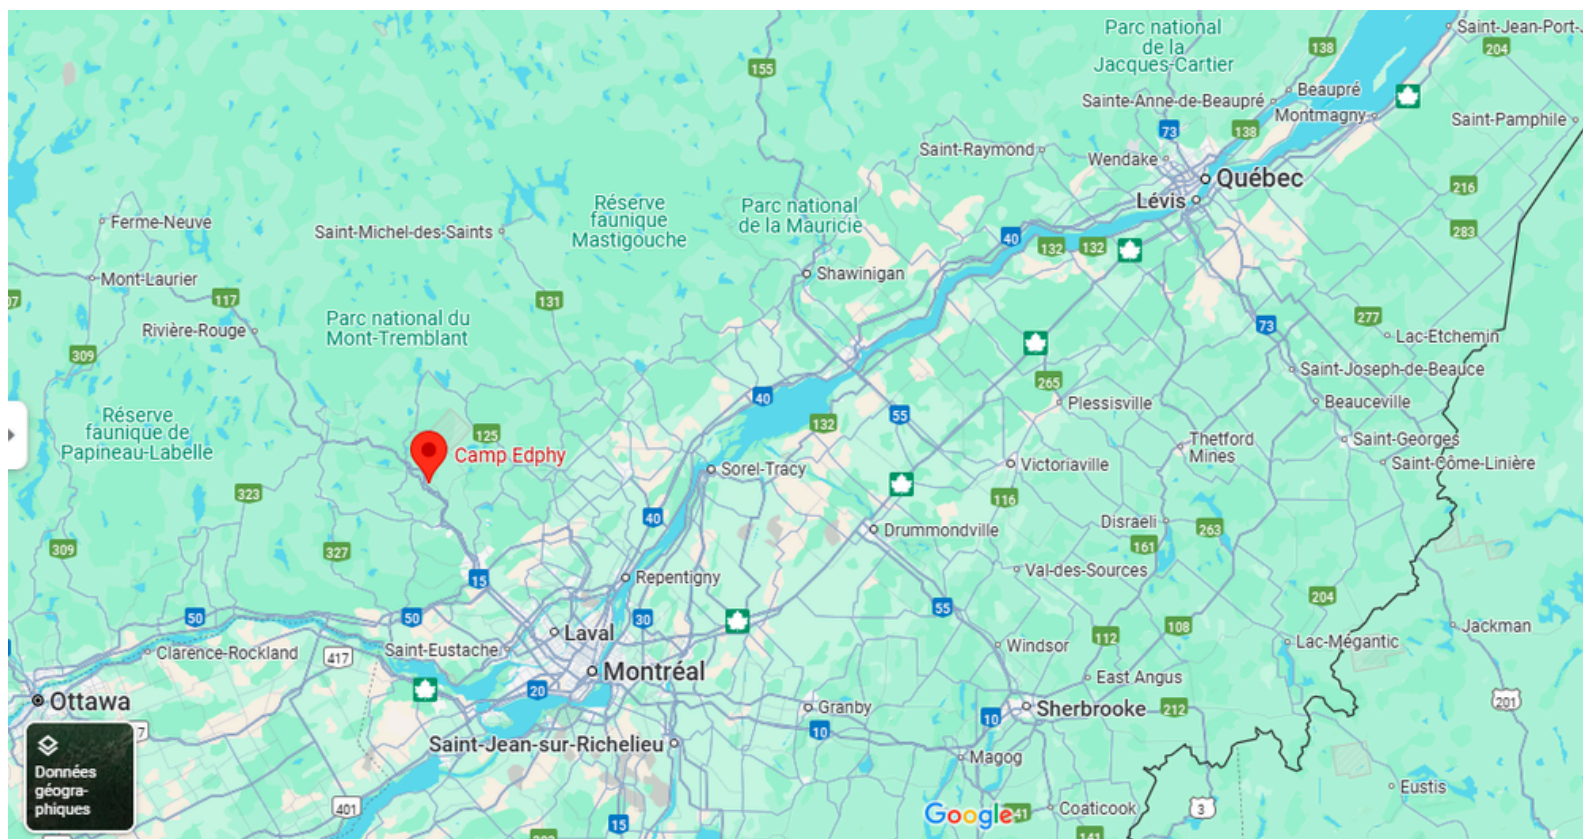 Parc national
de la
Jacques-Cartier
138
Saint-Jean-Port-J
204
155
Beaupré
Sainte-Anne-de-Beaupré
Montmagny
73
138
Saint-Pamphile
Saint-Raymond
Wendake
Québec
Lévis
216
Réserve
faunique
Mastigouche
Parc national
de la Mauricie
Ferme-Neuve
Saint-Michel-des-Saints
40
132
132
283
Mont-Laurier
Shawinigan
07
117
131
Parc national du
Mont-Tremblant
Rivière-Rouge
277
73
Lac-Etchemin
309
Saint-Joseph-de-Beauce
265
40
Plessisville
Beauceville
Réserve
faunique de
Papineau-Labelle
55
132
125
Camp Edphy
Thetford
Mines
Saint-Georges
Sorel-Tracy
Victoriaville
Saint-Côme-Linière
323
116
40
Drummondville
Disraeli
263
309
327
161
15
Repentigny
Val-des-Sources
204
50
50
30
55
108
Laval
112
Jackman
Clarence-Rockland
417
Saint-Eustache
Windsor
Lac-Mégantic
Montréal
East Angus
20
Ottawa
Granby
Sherbrooke
212
201
10
10
7
Saint-Jean-sur-Richelieu
Magog
Données
géogra-
phiques
Eustis
401
Google
41
Coaticook
3
15
141